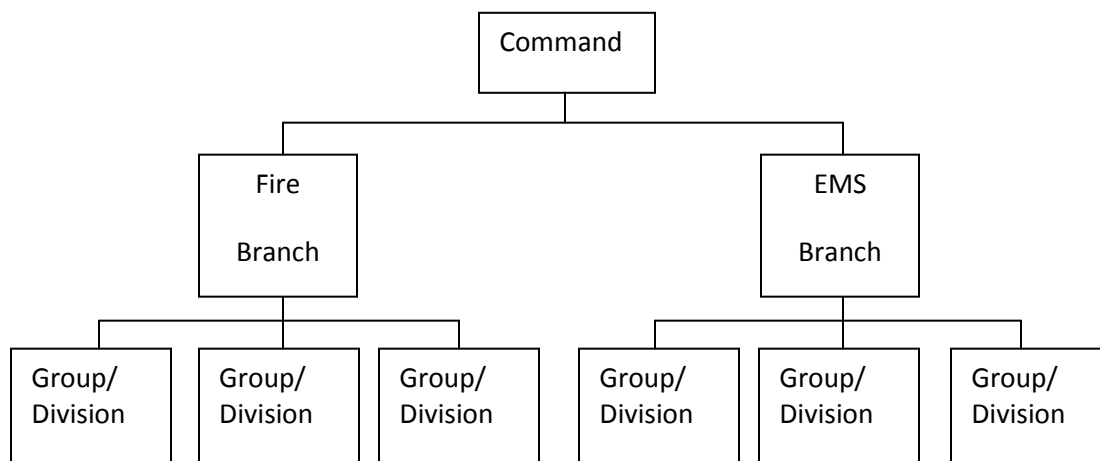 Command
Fire
Branch
EMS
Branch
Group/
Division
Group/
Division
Group/
Division
Group/
Division
Group/
Division
Group/
Division